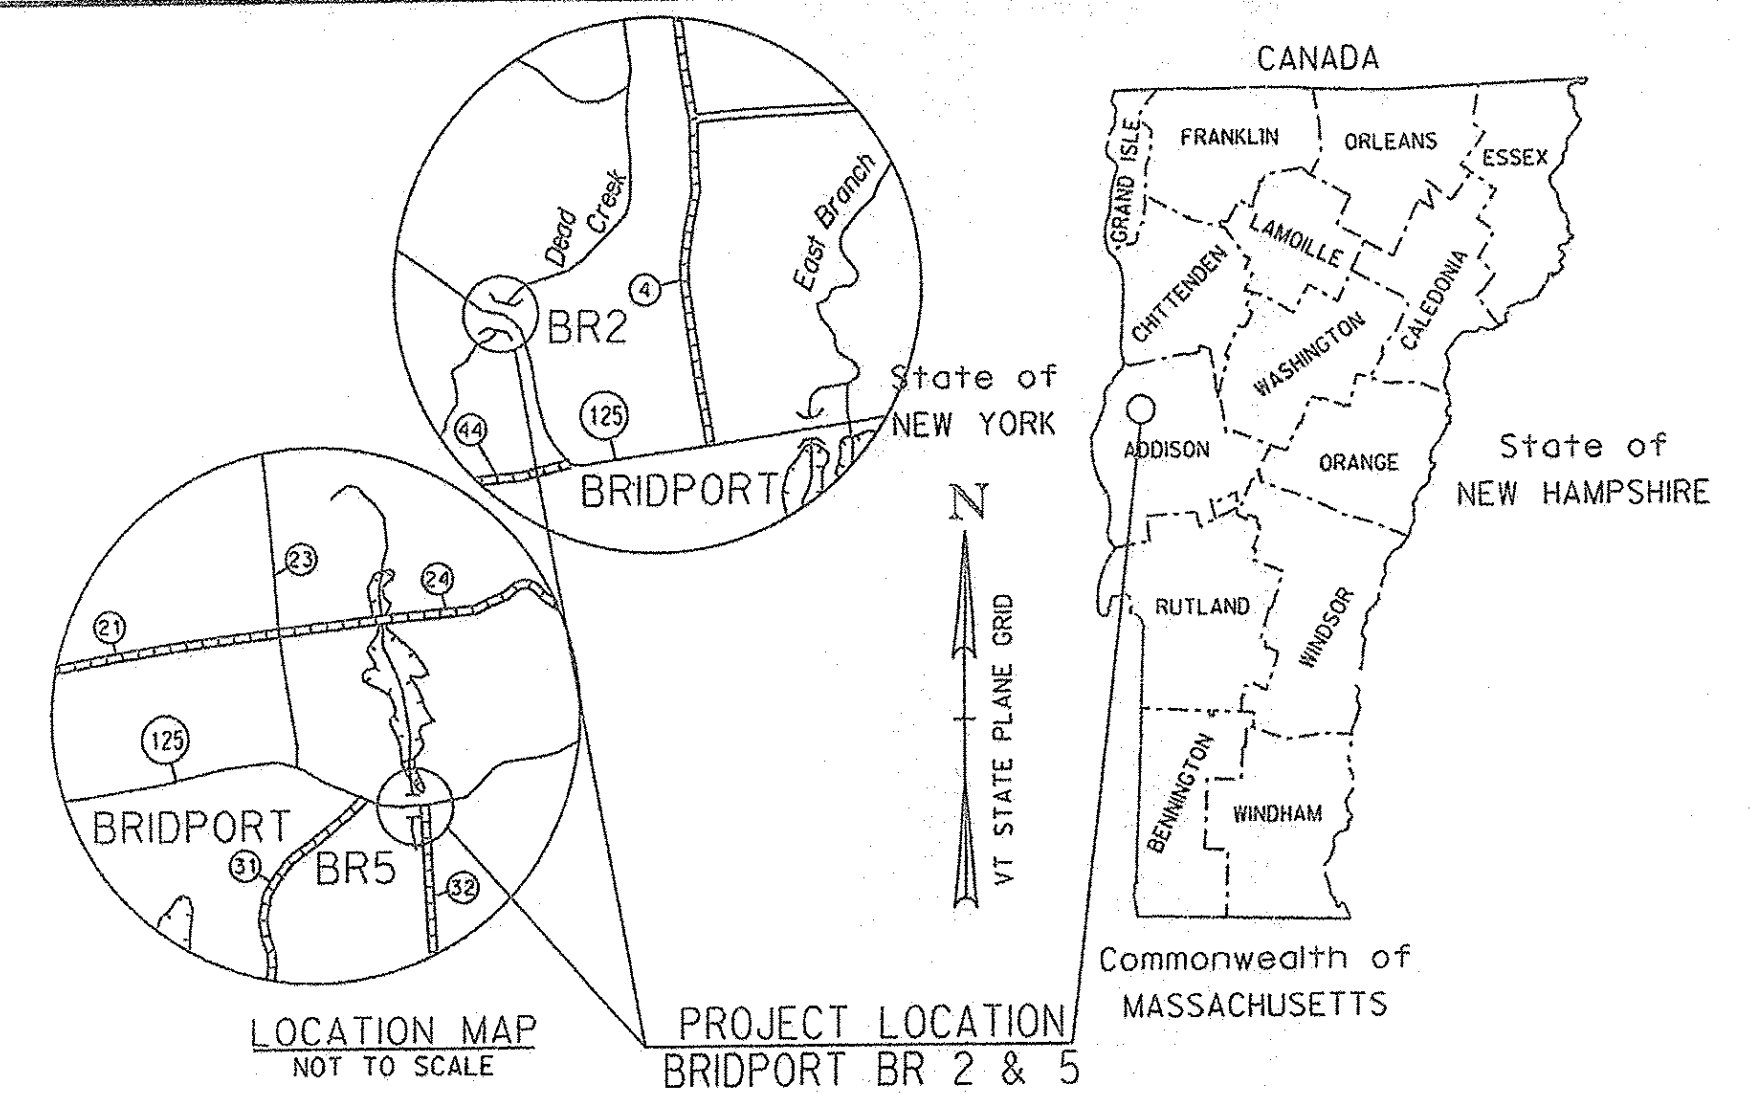 CANADA
GRAND ISLE
FRANKLIN
ORLEANS
ESSEX
LAMOILLE
CHITTENDEN
CALEDONIA
WASHINGTON
ADDISON
ORANGE
RUTLAND
WINDSOR
BENNINGTON
WINDHAM
State of
NEW YORK
State of
NEW HAMPSHIRE
Commonwealth of
MASSACHUSETTS
Dead
Creek
East Branch
4
BR2
125
44
BRIDPORT
N
VT STATE PLANE GRID
23
24
21
125
BRIDPORT
31
BR5
32
LOCATION MAP
NOT TO SCALE
PROJECT LOCATION
BRIDPORT BR 2 & 5